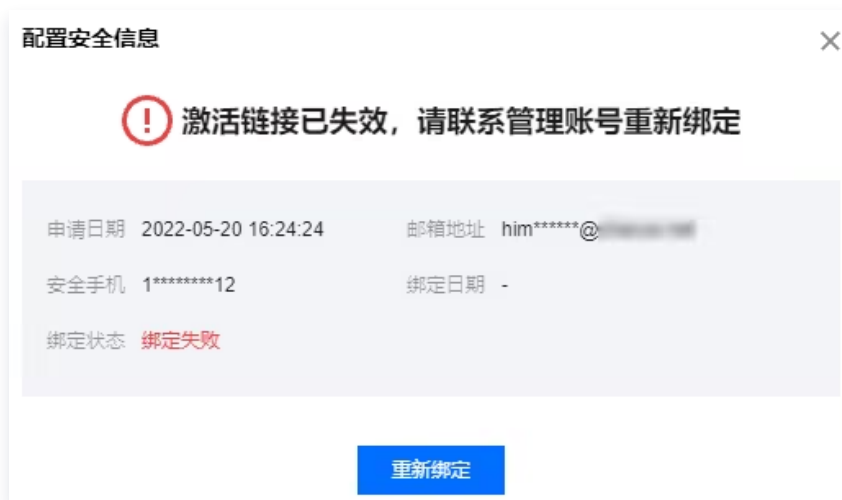 配置安全信息
激活链接已失效，请联系管理账号重新绑定
申请日期 2022-05-20 16:24:24 邮箱地址 him******@
安全手机 1********12 绑定日期 -
绑定状态 绑定失败
重新绑定